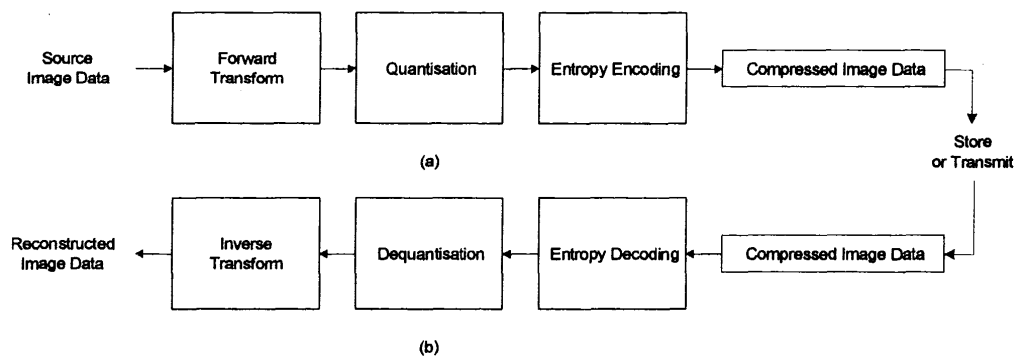 Source
Image Data
Forward
Transform
Quantisation
Entropy Encoding
Compressed Image Data
Store
or Transmit
(a)
Reconstructed
Image Data
Inverse
Transform
Dequantisation
Entropy Decoding
Compressed Image Data
(b)